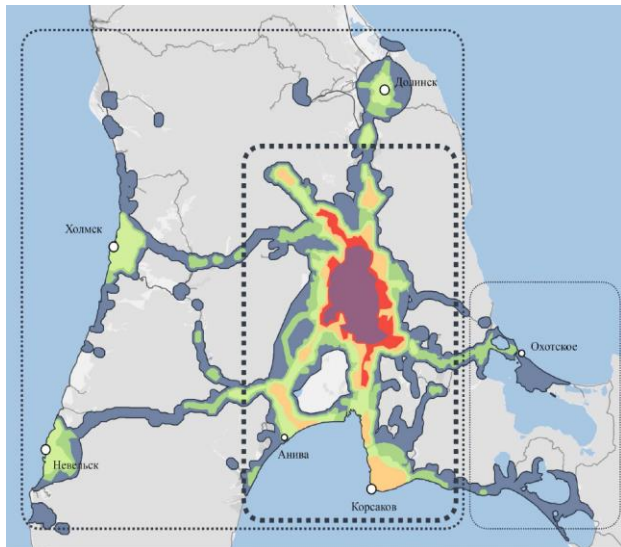 Долинск
Холмск
Охотское
Анива
Невельск
Корсаков